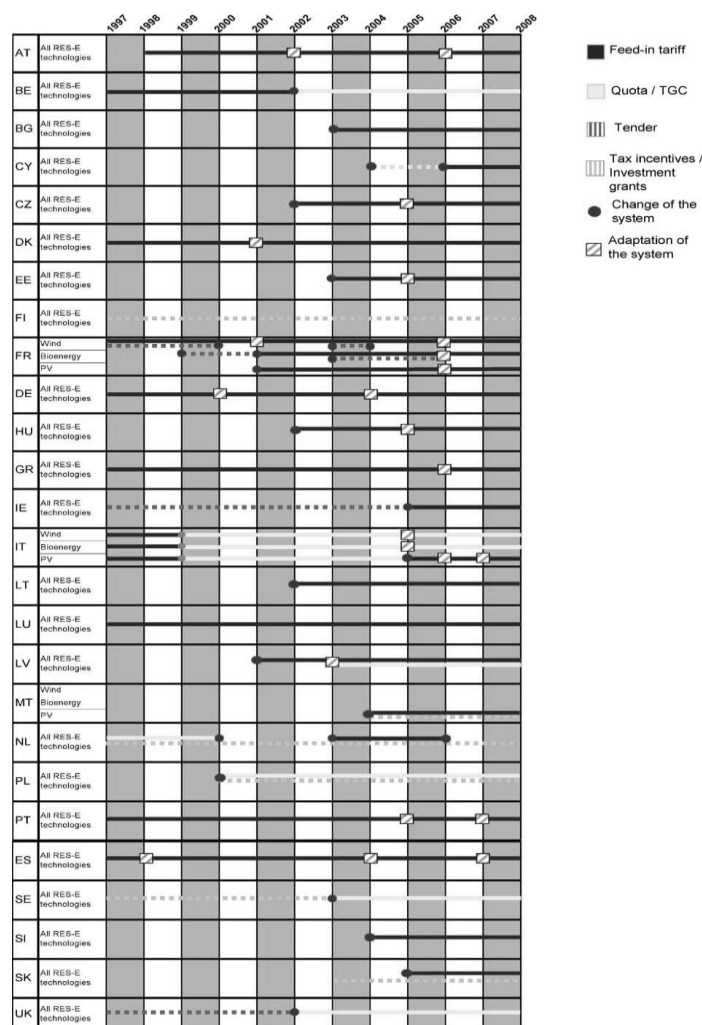 1997 1998 1999 2000 2001 2002 2003 2004 2005 2006 2007 2008
AT All RES-E
technologies
BE All RES-E
technologies
BG All RES-E
technologies
CY All RES-E
technologies
CZ All RES-E
technologies
DK All RES-E
technologies
EE All RES-E
technologies
FI All RES-E
technologies
FR Wind
Bioenergy
PV
DE All RES-E
technologies
HU All RES-E
technologies
GR All RES-E
technologies
IE All RES-E
technologies
IT Wind
Bioenergy
PV
LT All RES-E
technologies
LU All RES-E
technologies
LV All RES-E
technologies
MT Wind
Bioenergy
PV
NL All RES-E
technologies
PL All RES-E
technologies
PT All RES-E
technologies
ES All RES-E
technologies
SE All RES-E
technologies
SI All RES-E
technologies
SK All RES-E
technologies
UK All RES-E
technologies
Feed-in tariff
Quota / TGC
Tender
Tax incentives /
Investment
grants
Change of the
system
Adaptation of
the system